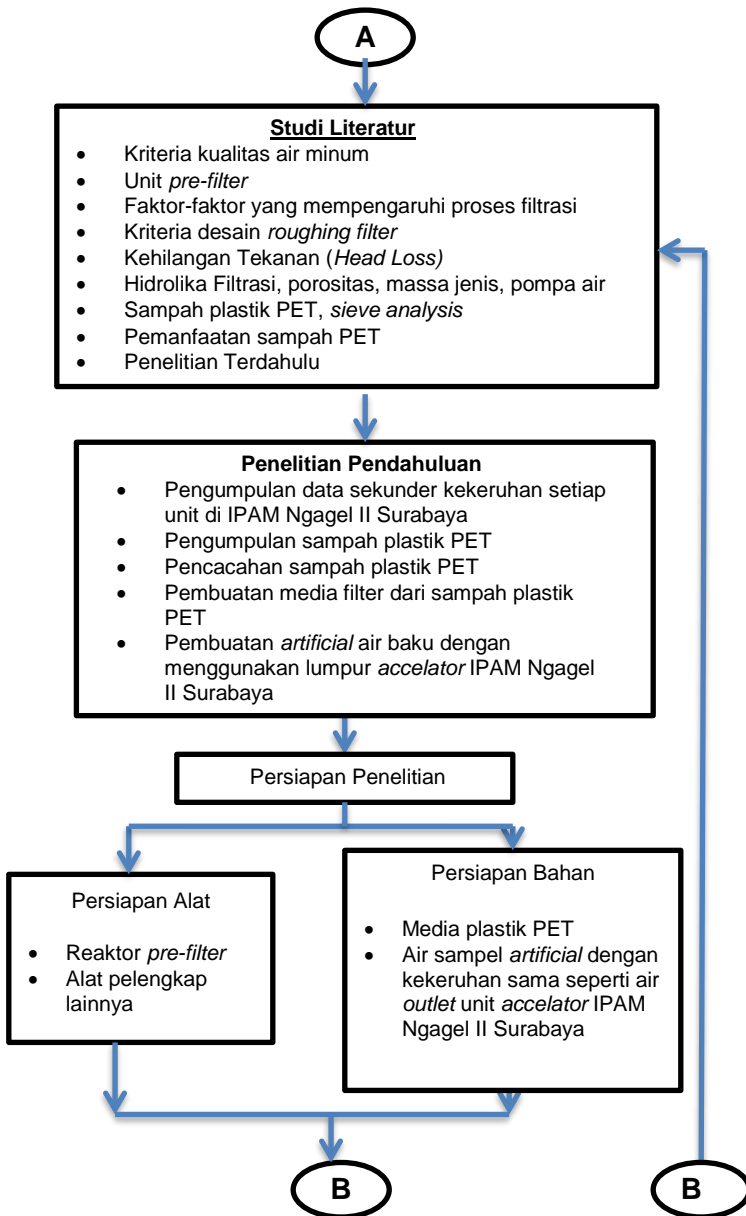 A
Studi Literatur
• Kriteria kualitas air minum
• Unit pre-filter
• Faktor-faktor yang mempengaruhi proses filtrasi
• Kriteria desain roughing filter
• Kehilangan Tekanan (Head Loss)
• Hidrolika Filtrasi, porositas, massa jenis, pompa air
• Sampah plastik PET, sieve analysis
• Pemanfaatan sampah PET
• Penelitian Terdahulu
Penelitian Pendahuluan
• Pengumpulan data sekunder kekeruhan setiap
unit di IPAM Ngagel II Surabaya
• Pengumpulan sampah plastik PET
• Pencacahan sampah plastik PET
• Pembuatan media filter dari sampah plastik
PET
• Pembuatan artificial air baku dengan
menggunakan lumpur accelator IPAM Ngagel
II Surabaya
Persiapan Penelitian
Persiapan Alat
• Reaktor pre-filter
• Alat pelengkap
lainnya
Persiapan Bahan
• Media plastik PET
• Air sampel artificial dengan
kekeruhan sama seperti air
outlet unit accelator IPAM
Ngagel II Surabaya
B
B